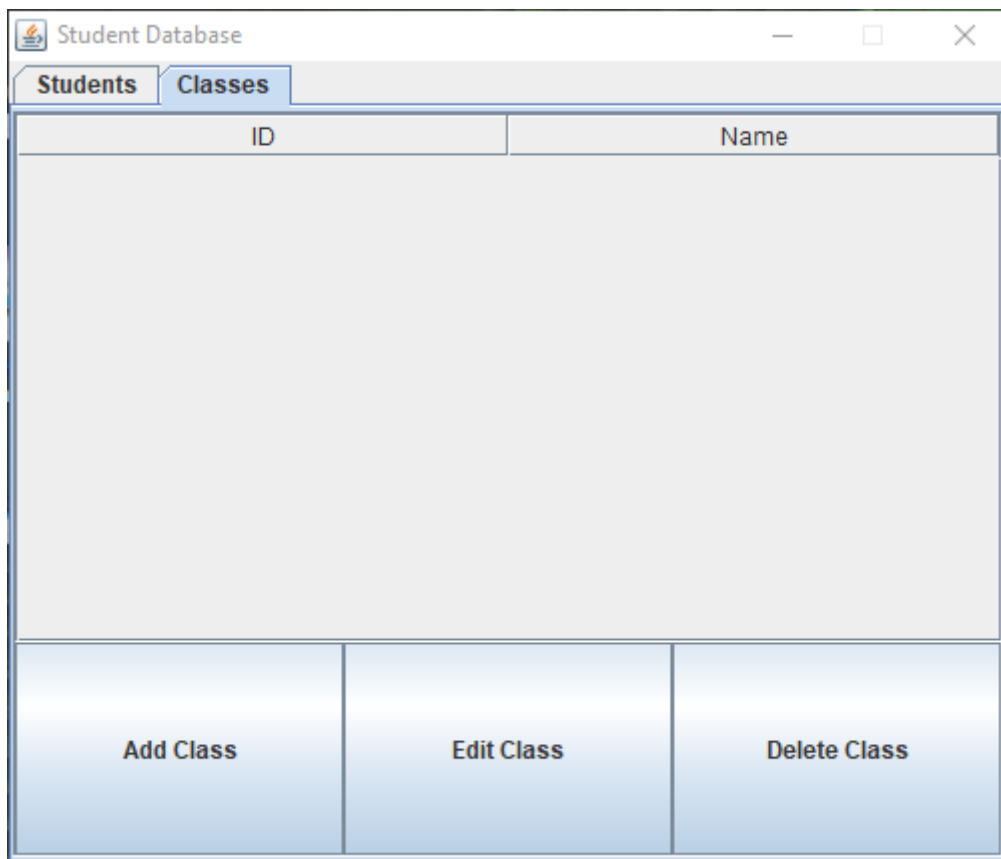 Student Database
Students Classes
ID Name
Add Class Edit Class Delete Class